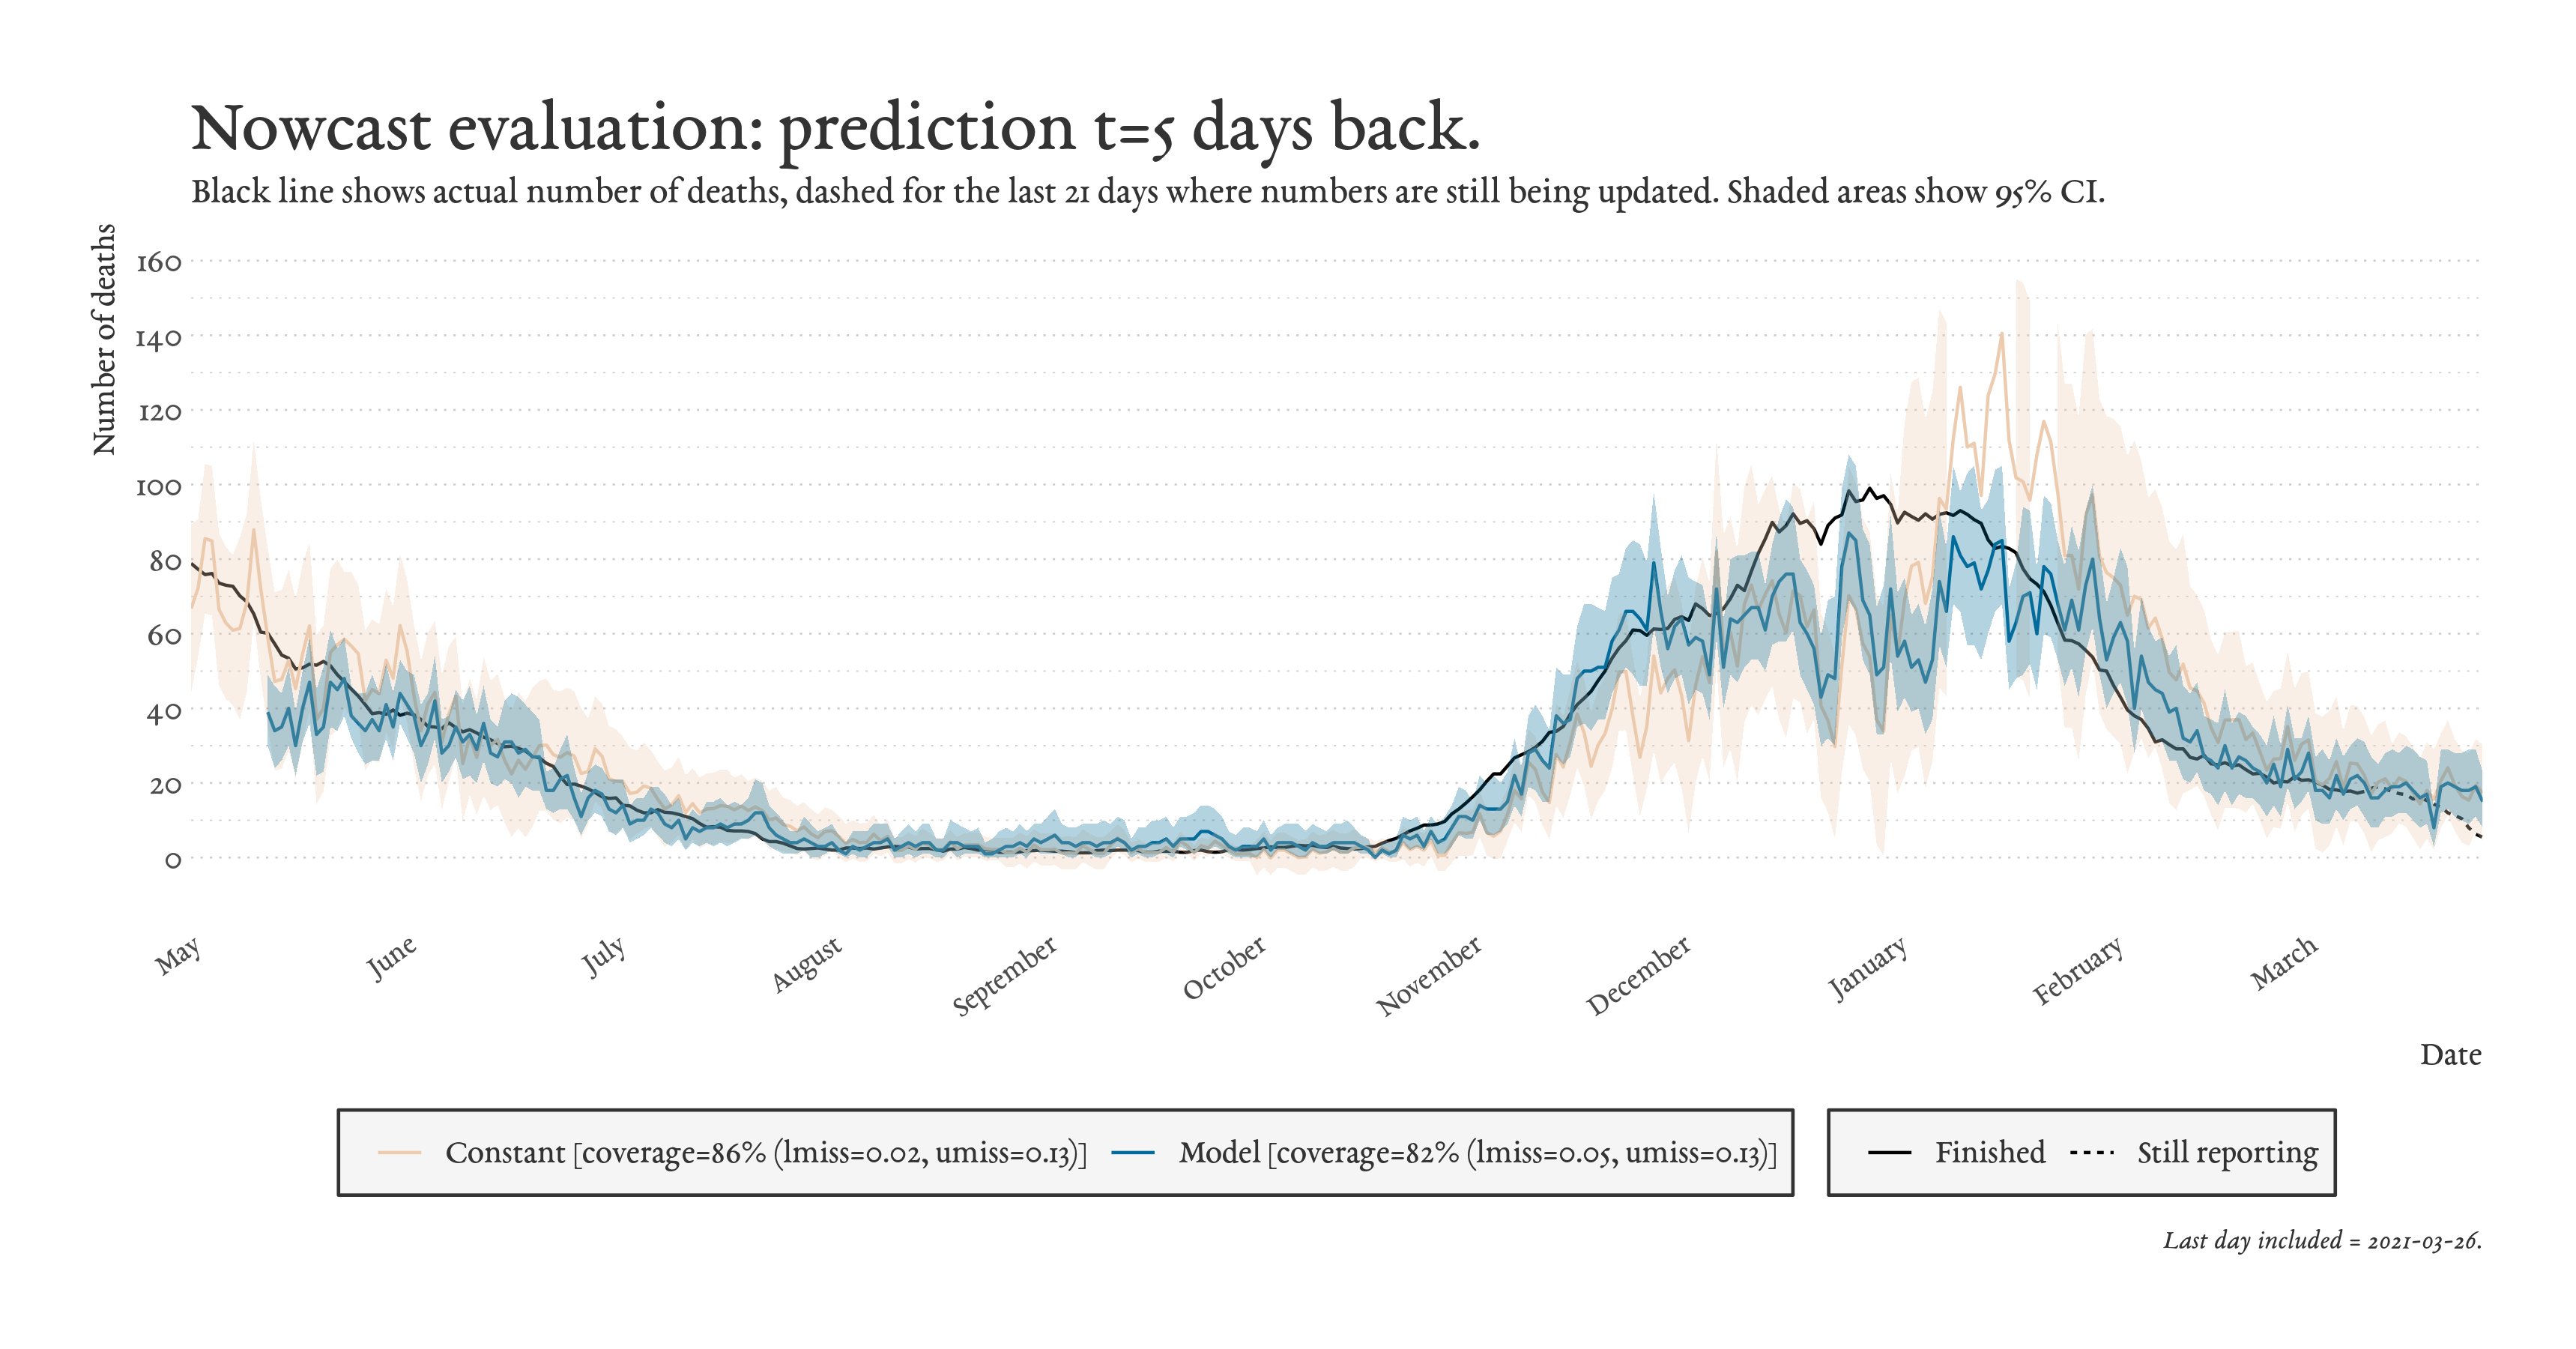 Nowcast evaluation: prediction t=5 days back.
Black line shows actual number of deaths, dashed for the last 21 days where numbers are still being updated. Shaded areas show 95% CI.
Number of deaths
160
140
120
100
80
60
40
20
0
May
June
July
August
September
October
November
December
January
February
March
Date
Constant [coverage=86% (lmiss=0.02, umiss=0.13)]
Model [coverage=82% (lmiss=0.05, umiss=0.13)]
Finished
Still reporting
Last day included = 2021-03-26.